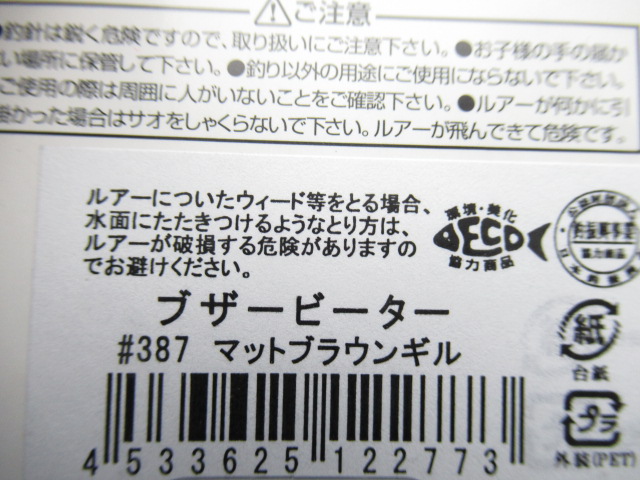 ⚠ご注意
●釣針は鋭く危険ですので、取り扱いにご注意下さい。●お子様の手の届か
い場所に保管して下さい。●釣り以外の用途にご使用にならないで下さい。
ご使用の際は周囲に人がいないことをご確認下さい。●ルアーが何かに引
掛かった場合はサオをしゃくらないで下さい。ルアーが飛んできて危険です。
ルアーについたウィード等をとる場合、
水面にたたきつけるようなとり方は、
ルアーが破損する危険がありますの
でお避けください。
環境・美化
ECO
協力商品
協力商品
ブザービーター
#387 マットブラウンギル
紙
台紙
プラ
外装(PET)
4 533625 122773